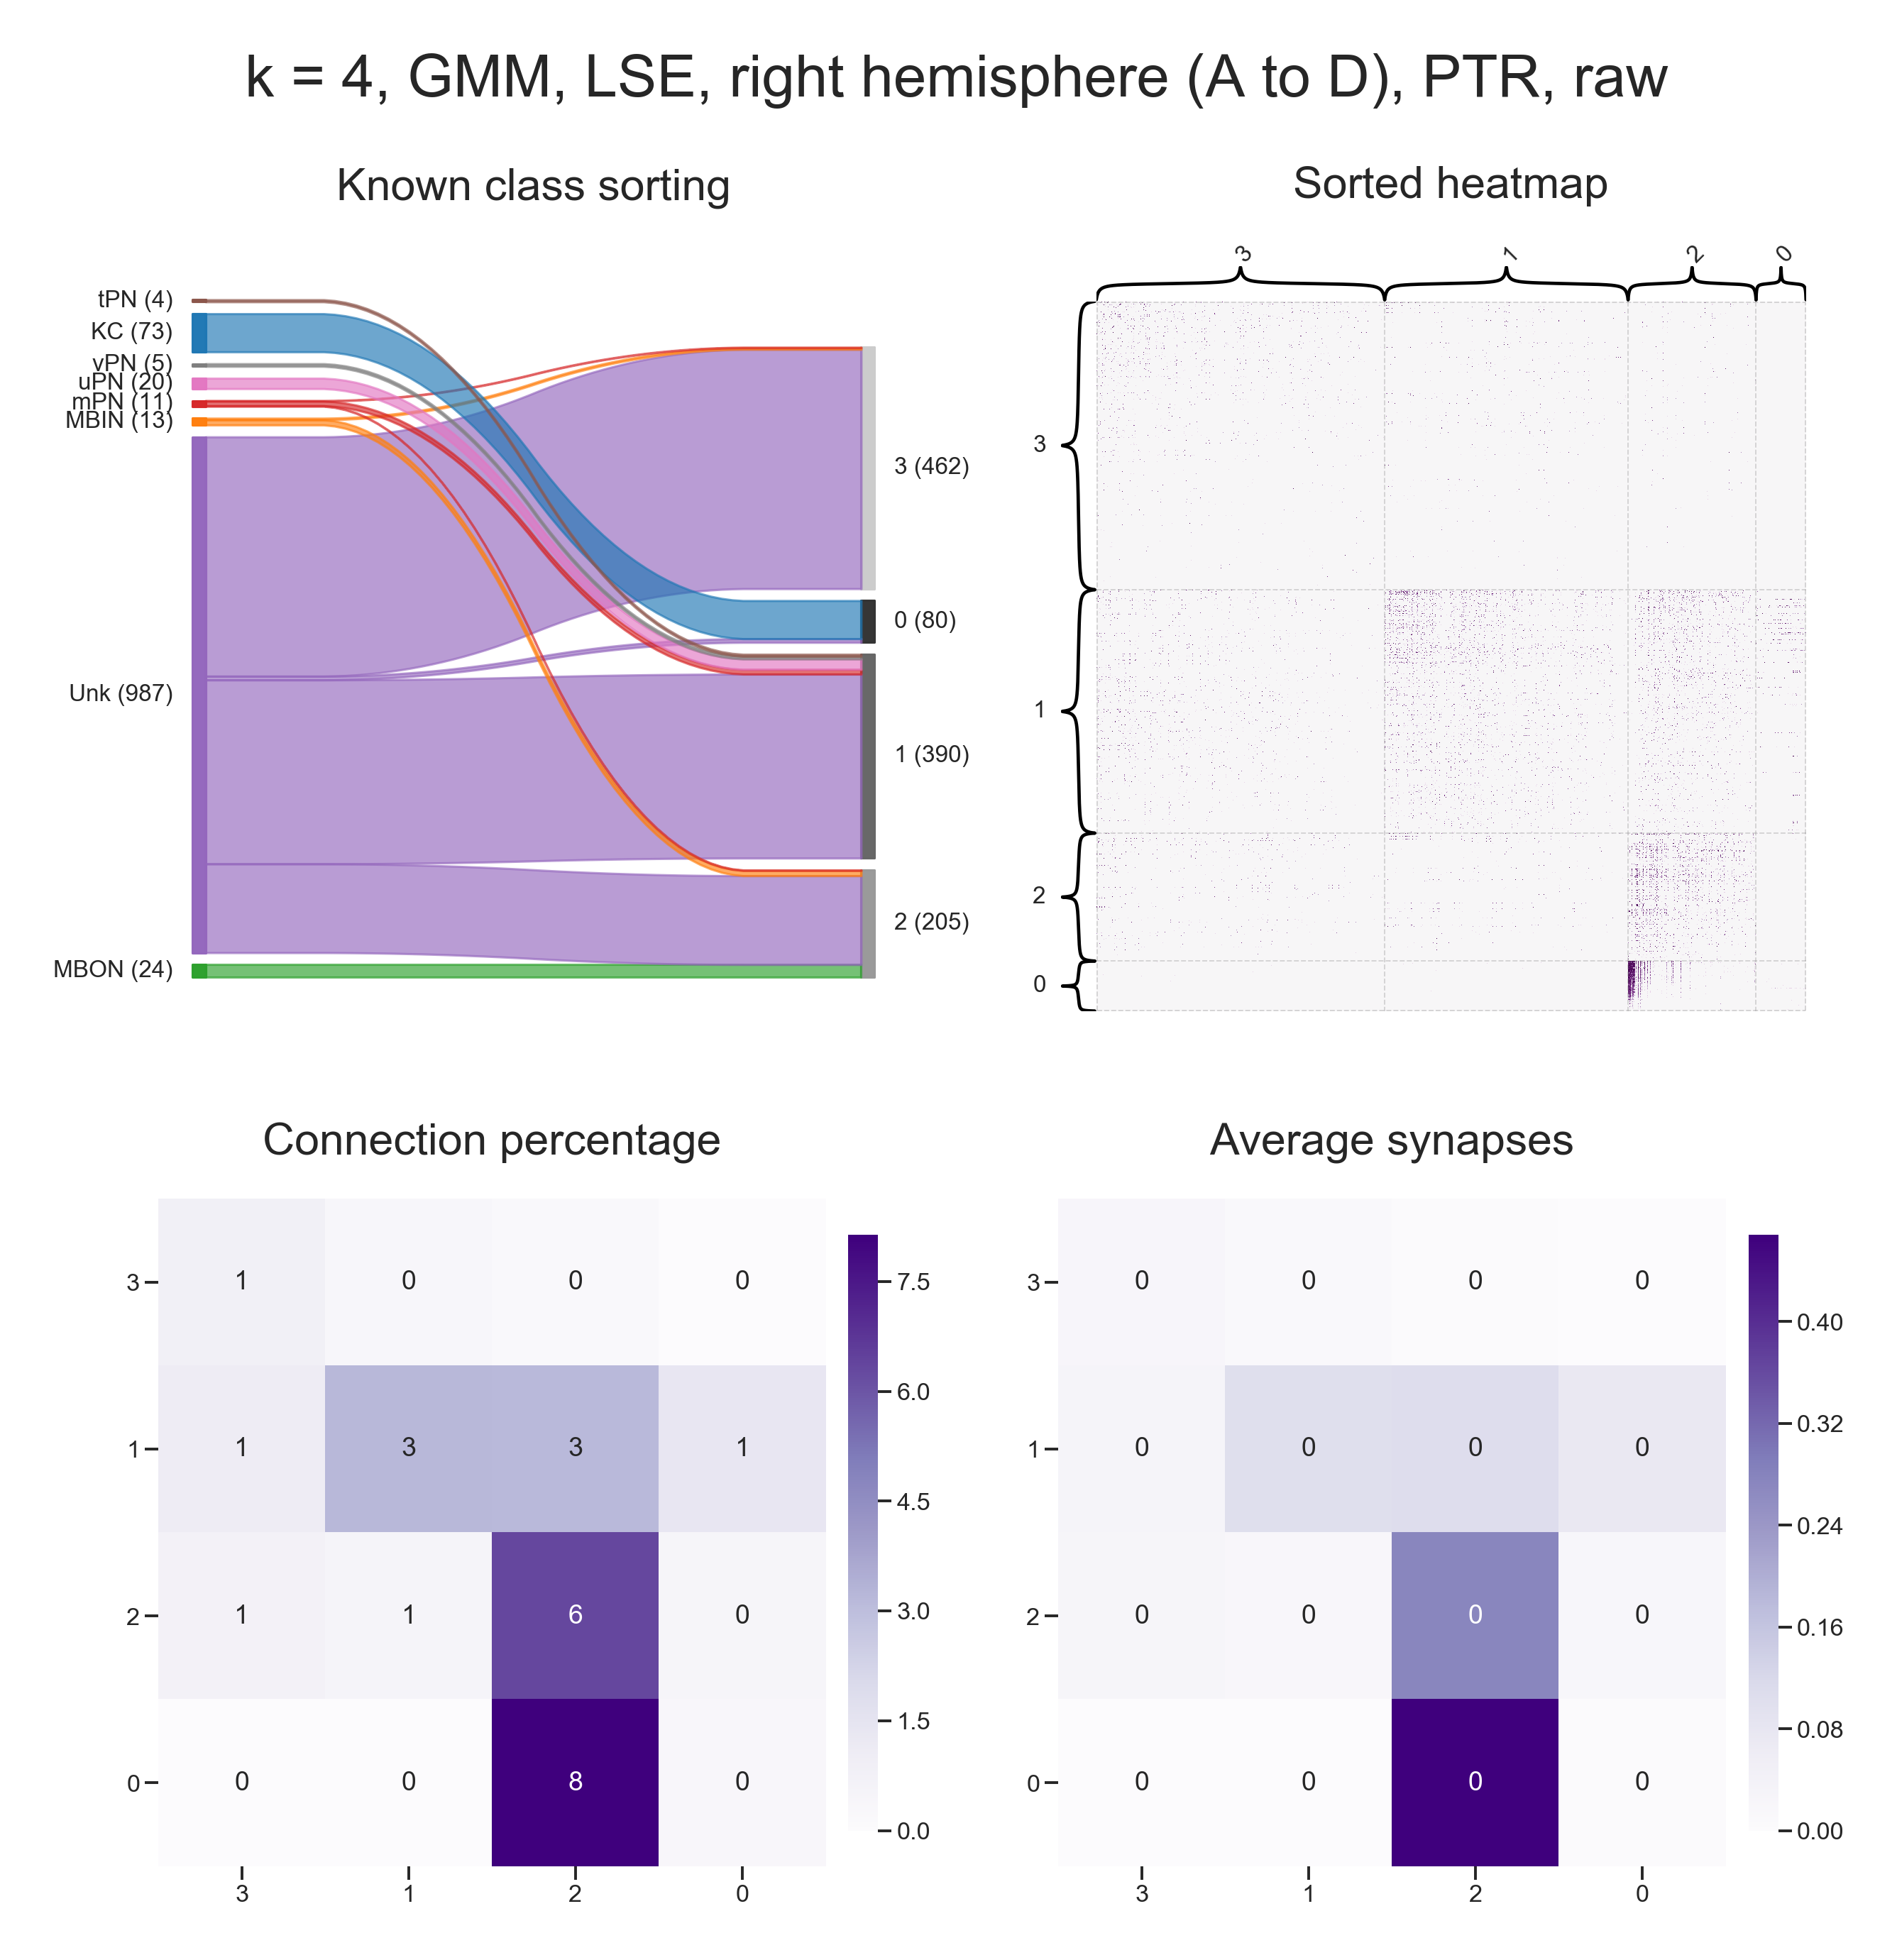 k = 4, GMM, LSE, right hemisphere (A to D), PTR, raw
Known class sorting
tPN (4)
KC (73)
vPN (5)
uPN (20)
mPN (11)
MBIN (13)
Unk (987)
MBON (24)
3 (462)
0 (80)
1 (390)
2 (205)
Sorted heatmap
3 1 2 0
3
1
2
0
Connection percentage
3 1 0 0 0
1 1 3 3 1
2 1 1 6 0
0 0 0 8 0
3 1 2 0
7.5
6.0
4.5
3.0
1.5
0.0
Average synapses
3 0 0 0 0
1 0 0 0 0
2 0 0 0 0
0 0 0 0 0
3 1 2 0
0.40
0.32
0.24
0.16
0.08
0.00